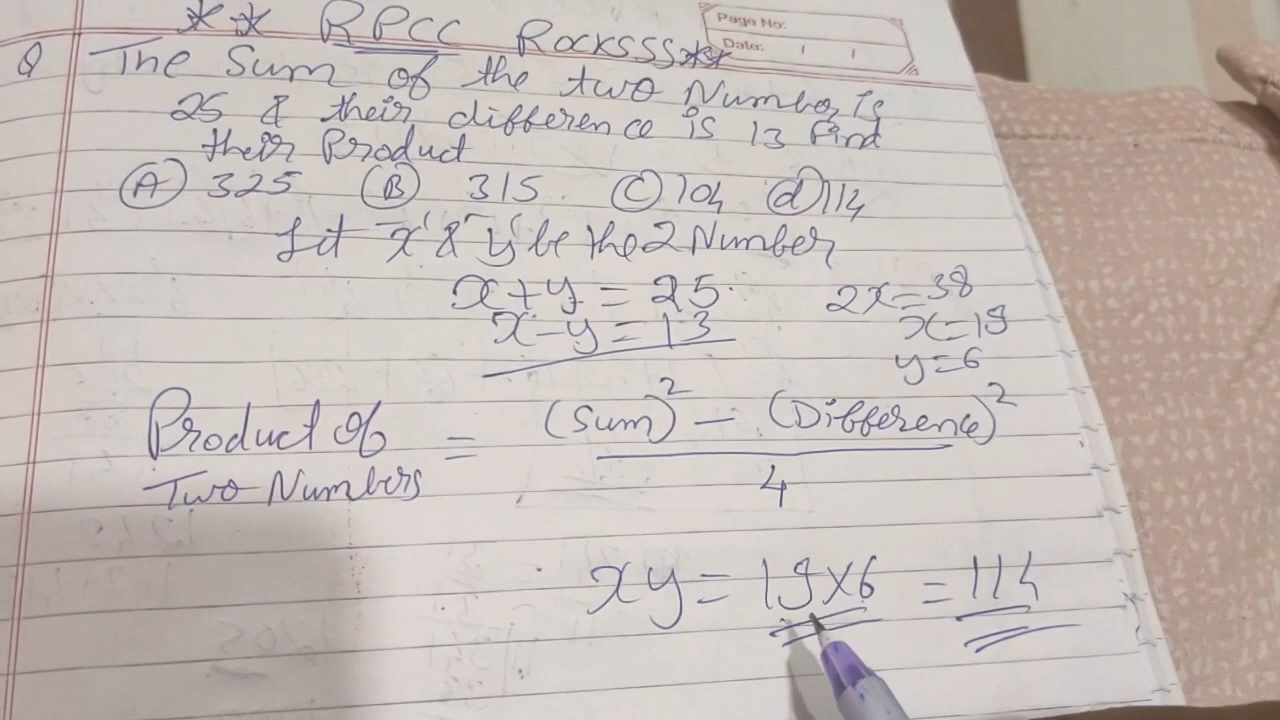 ** RPCC Rocksss**
Page No:
Date:
Q The Sum of the two Number is
25 & their difference is 13 Find
their Product
(A) 325 (B) 315 (C) 104 (d) 114
Let 'x' & 'y' be the 2 Number
x+y = 25
x-y = 13
2x=38
x=19
y=6
Product Of Two Numbers = (Sum)² - (Difference)² / 4
xy = 19x6 = 114